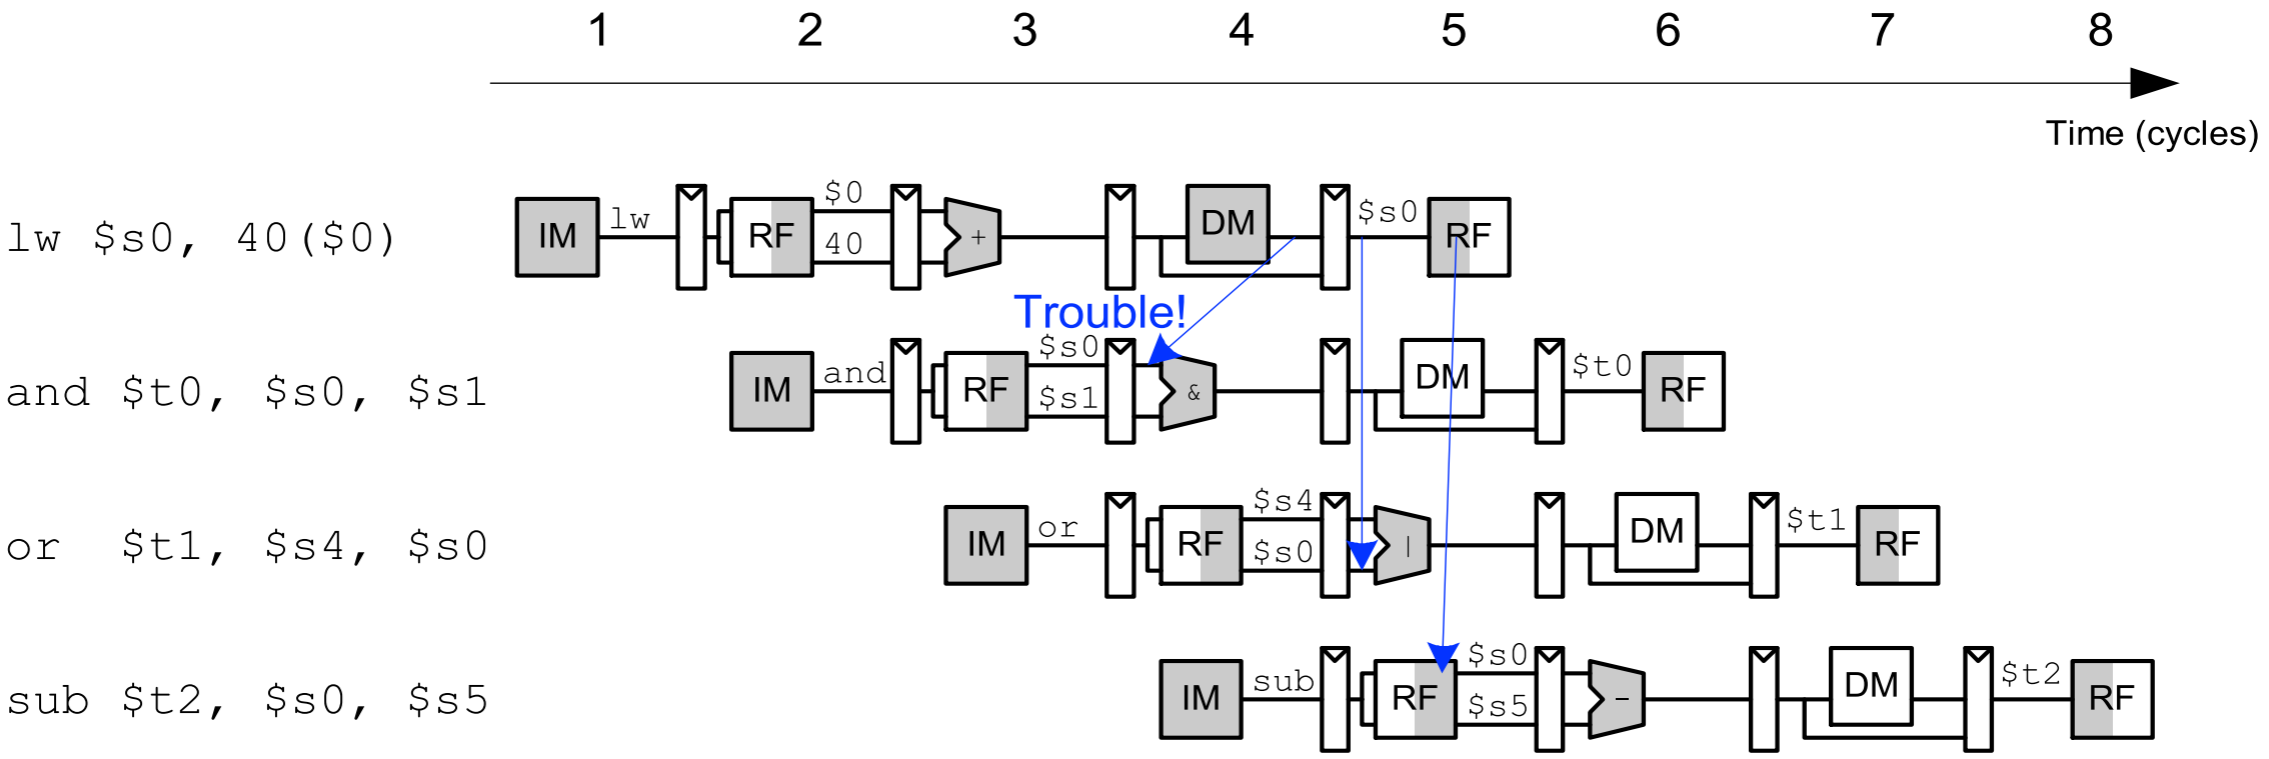 1 2 3 4 5 6 7 8
Time (cycles)
lw $s0, 40($0) IM lw RF $0 40 + DM $s0 RF
Trouble!
and $t0, $s0, $s1 IM and RF $s0 $s1 & DM $t0 RF
or $t1, $s4, $s0 IM or RF $s4 $s0 | DM $t1 RF
sub $t2, $s0, $s5 IM sub RF $s0 $s5 - DM $t2 RF